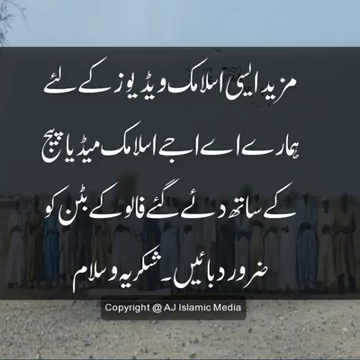 مزید ایسی اسلامک ویڈیوز کے لئے
ہمارے اے اجے اسلامک میڈیا پیج
کے ساتھ دئے گئے فالو کے بٹن کو
ضرور دبائیں۔ شکریہ وسلام
Copyright @ AJ Islamic Media